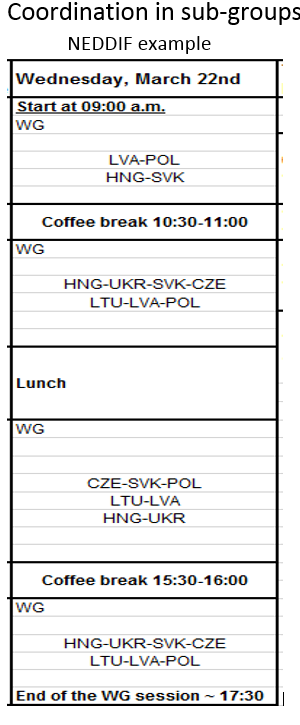 Coordination in sub-groups
NEDDIF example
Wednesday, March 22nd
Start at 09:00 a.m.
WG
LVA-POL
HNG-SVK
Coffee break 10:30-11:00
WG
HNG-UKR-SVK-CZE
LTU-LVA-POL
Lunch
WG
CZE-SVK-POL
LTU-LVA
HNG-UKR
Coffee break 15:30-16:00
WG
HNG-UKR-SVK-CZE
LTU-LVA-POL
End of the WG session ~ 17:30